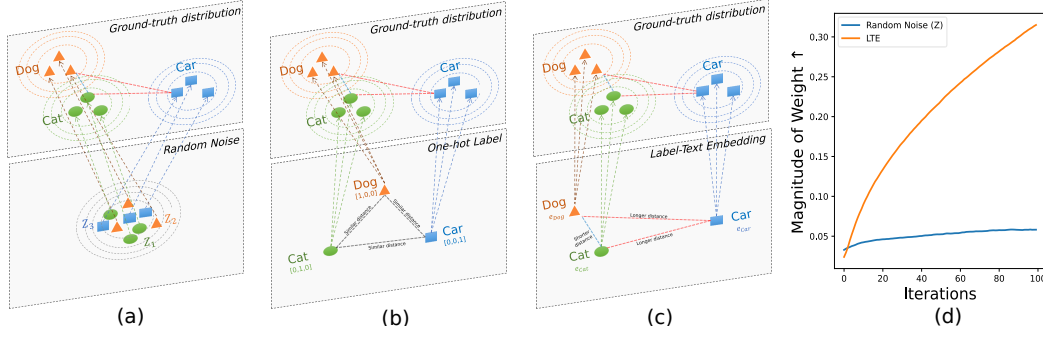 Ground-truth distribution
Dog
Car
Cat
Random Noise
Z3
Z2
Z1
(a)
Ground-truth distribution
Dog
Car
Cat
One-hot Label
Dog
[1,0,0]
Similar distance
Similar distance
Car
[0,0,1]
Similar distance
Cat
[0,1,0]
(b)
Ground-truth distribution
Dog
Car
Cat
Label-Text Embedding
Dog
eDog
Longer distance
Car
eCar
Shorter
distance
Longer distance
Cat
eCat
(c)
Random Noise (Z)
LTE
Magnitude of Weight ↑
0.30
0.25
0.20
0.15
0.10
0.05
0 20 40 60 80 100
Iterations
(d)